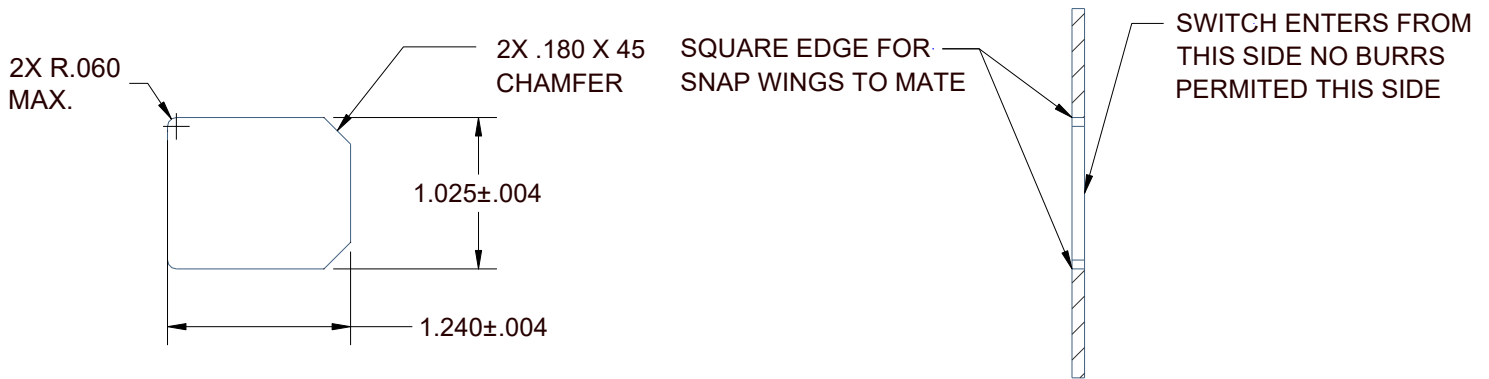 2X R.060
MAX.
2X .180 X 45
CHAMFER
1.025±.004
1.240±.004
SQUARE EDGE FOR
SNAP WINGS TO MATE
SWITCH ENTERS FROM
THIS SIDE NO BURRS
PERMITED THIS SIDE